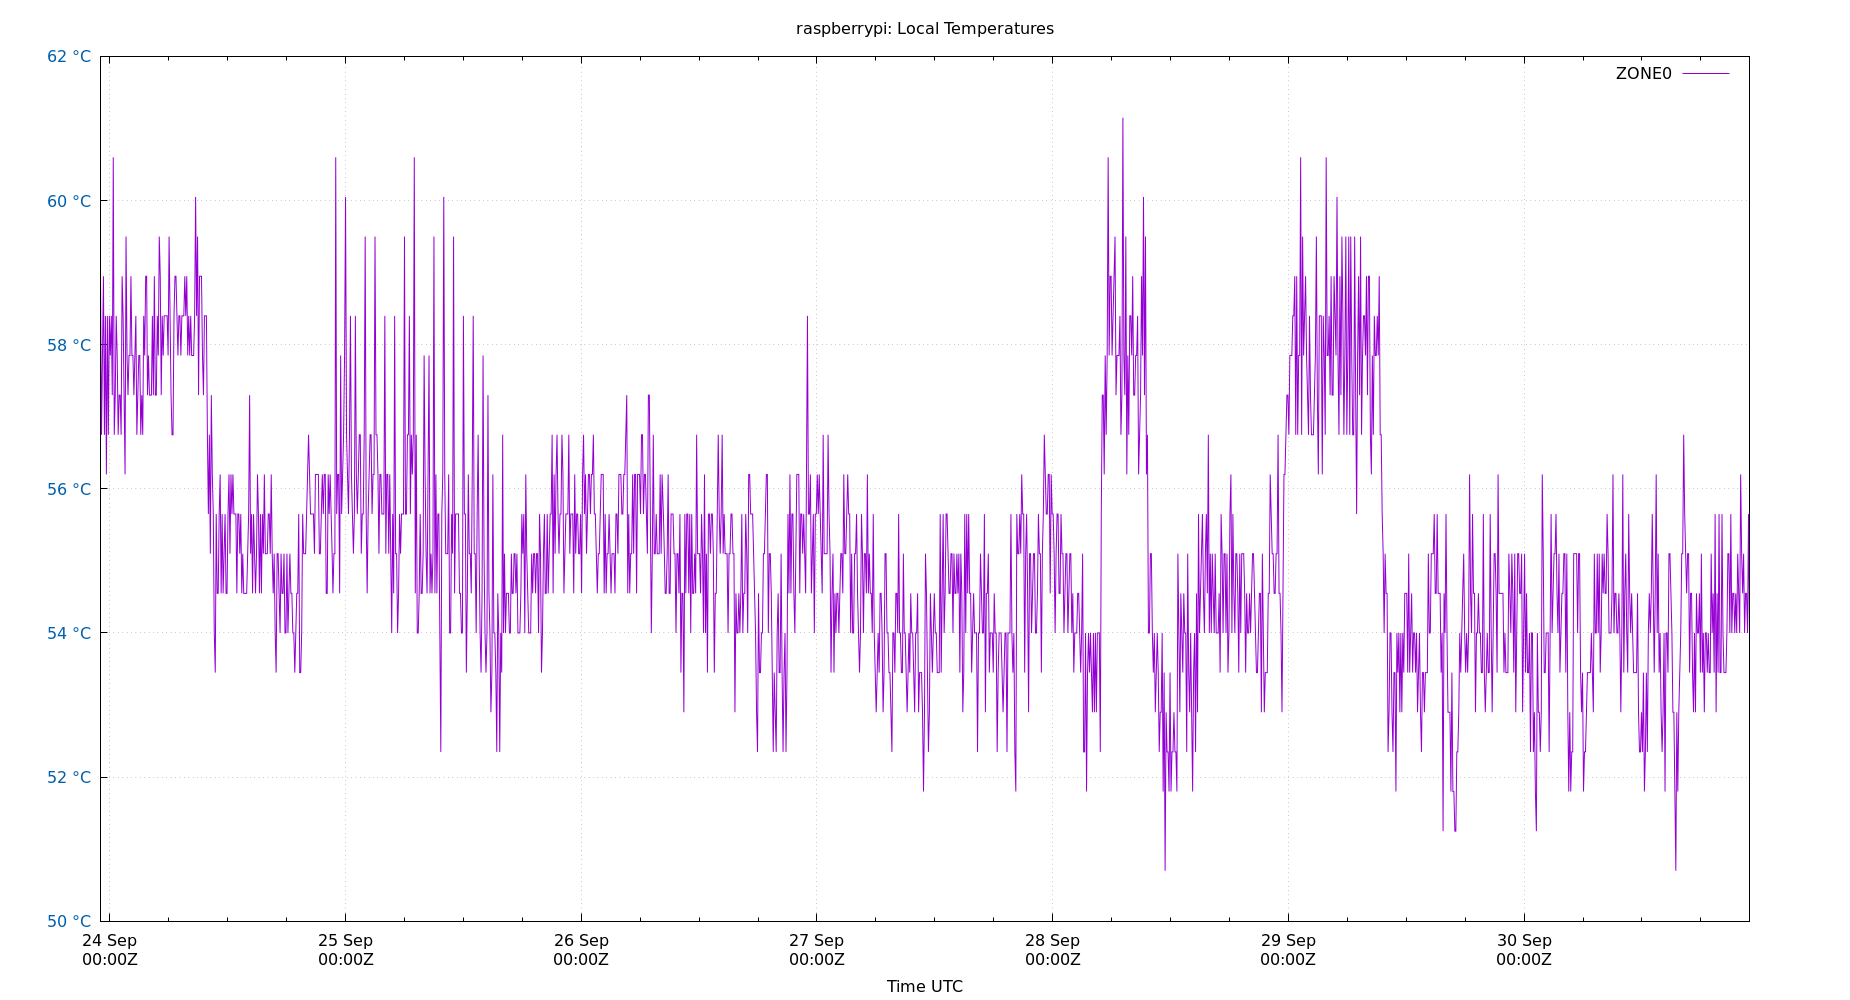 raspberrypi: Local Temperatures
ZONE0
62 °C
60 °C
58 °C
56 °C
54 °C
52 °C
50 °C
24 Sep
00:00Z
25 Sep
00:00Z
26 Sep
00:00Z
27 Sep
00:00Z
28 Sep
00:00Z
29 Sep
00:00Z
30 Sep
00:00Z
Time UTC